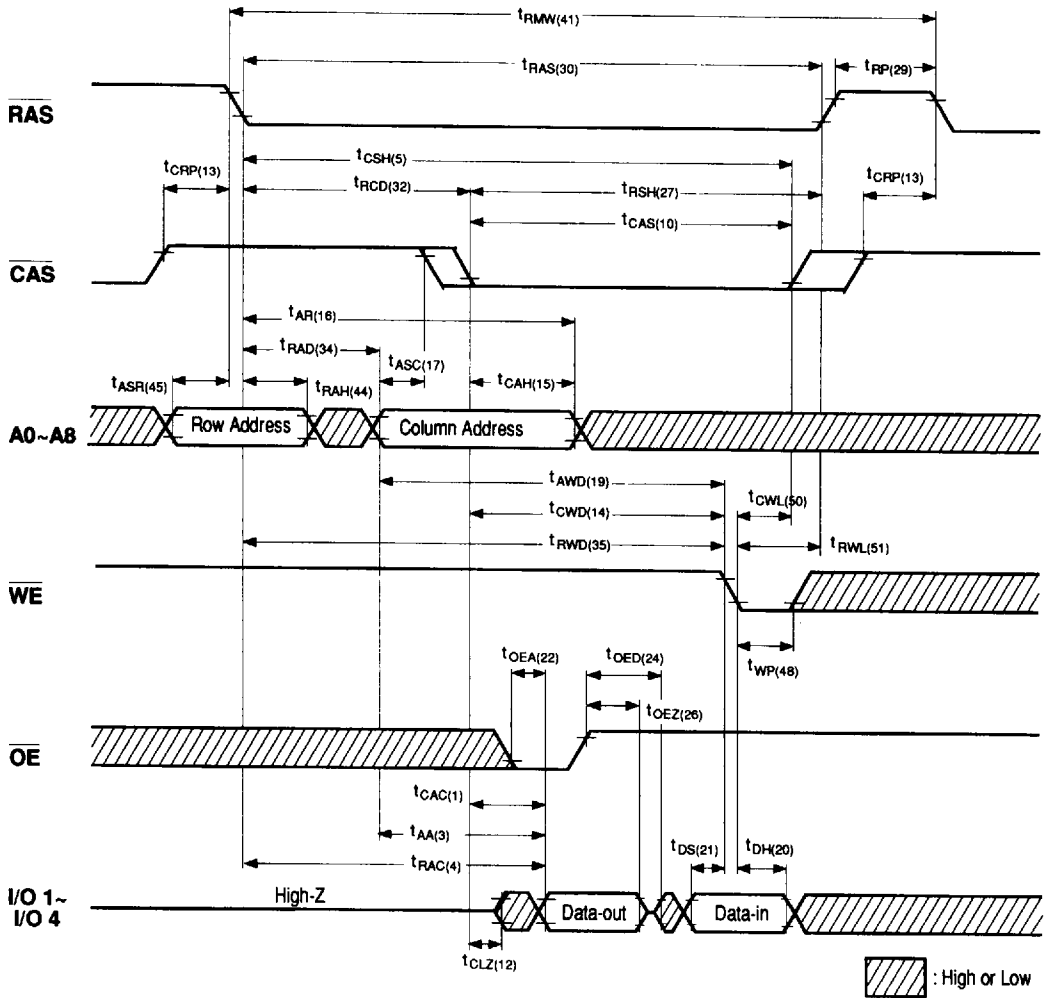 tRMW(41)
tRAS(30)
tRP(29)
RAS
tCSH(5)
tCRP(13)
tRCD(32)
tRSH(27)
tCRP(13)
tCAS(10)
CAS
tAR(16)
tRAD(34)
tASC(17)
tASR(45)
tRAH(44)
tCAH(15)
A0~A8
Row Address
Column Address
tAWD(19)
tCWL(50)
tCWD(14)
tRWD(35)
tRWL(51)
WE
tWP(48)
tOEA(22)
tOED(24)
tOEZ(26)
OE
tCAC(1)
tAA(3)
tRAC(4)
tDS(21)
tDH(20)
I/O 1~
I/O 4
High-Z
Data-out
Data-in
tCLZ(12)
: High or Low